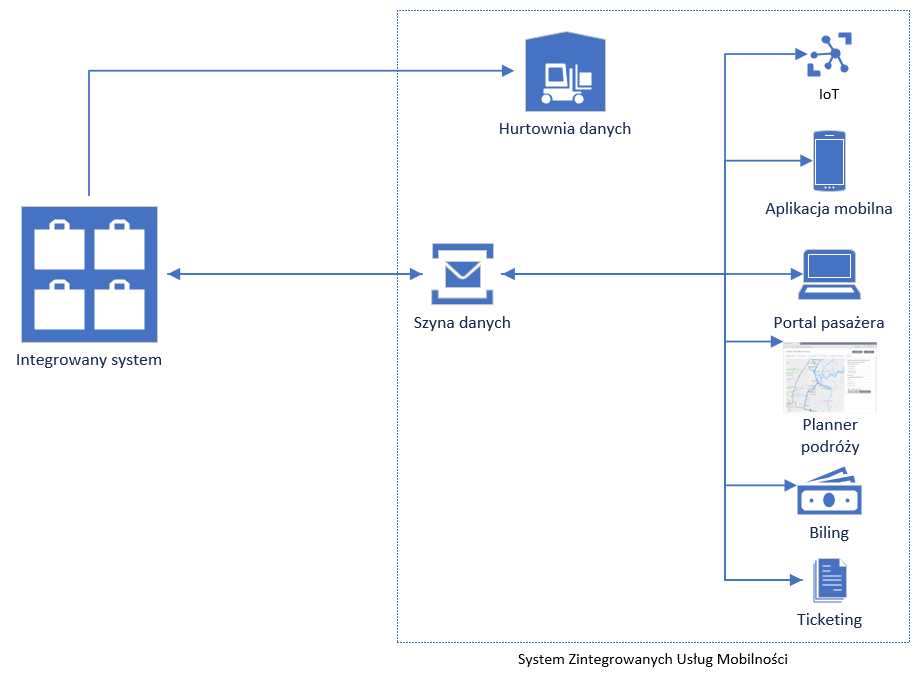 Hurtownia danych
IoT
Aplikacja mobilna
Integrowany system
Szyna danych
Portal pasażera
Planner
podróży
Biling
Ticketing
System Zintegrowanych Usług Mobilności